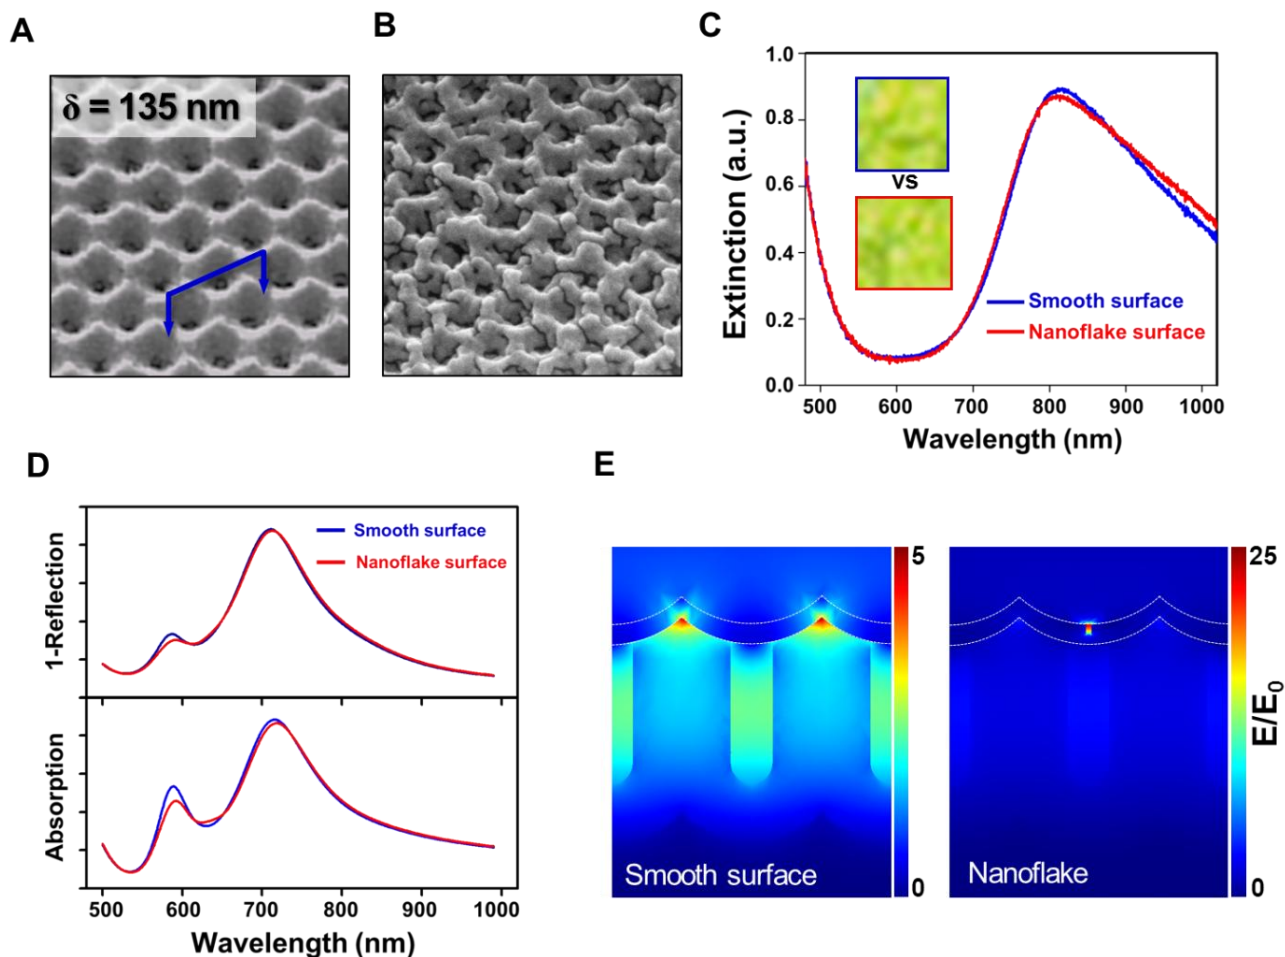 A
δ = 135 nm
B
C
Extinction (a.u.)
1.0
0.8
0.6
0.4
0.2
0.0
vs
Smooth surface
Nanoflake surface
500 600 700 800 900 1000
Wavelength (nm)
D
1-Reflection
Smooth surface
Nanoflake surface
Absorption
500 600 700 800 900 1000
Wavelength (nm)
E
5
0
Smooth surface
25
E/E₀
0
Nanoflake